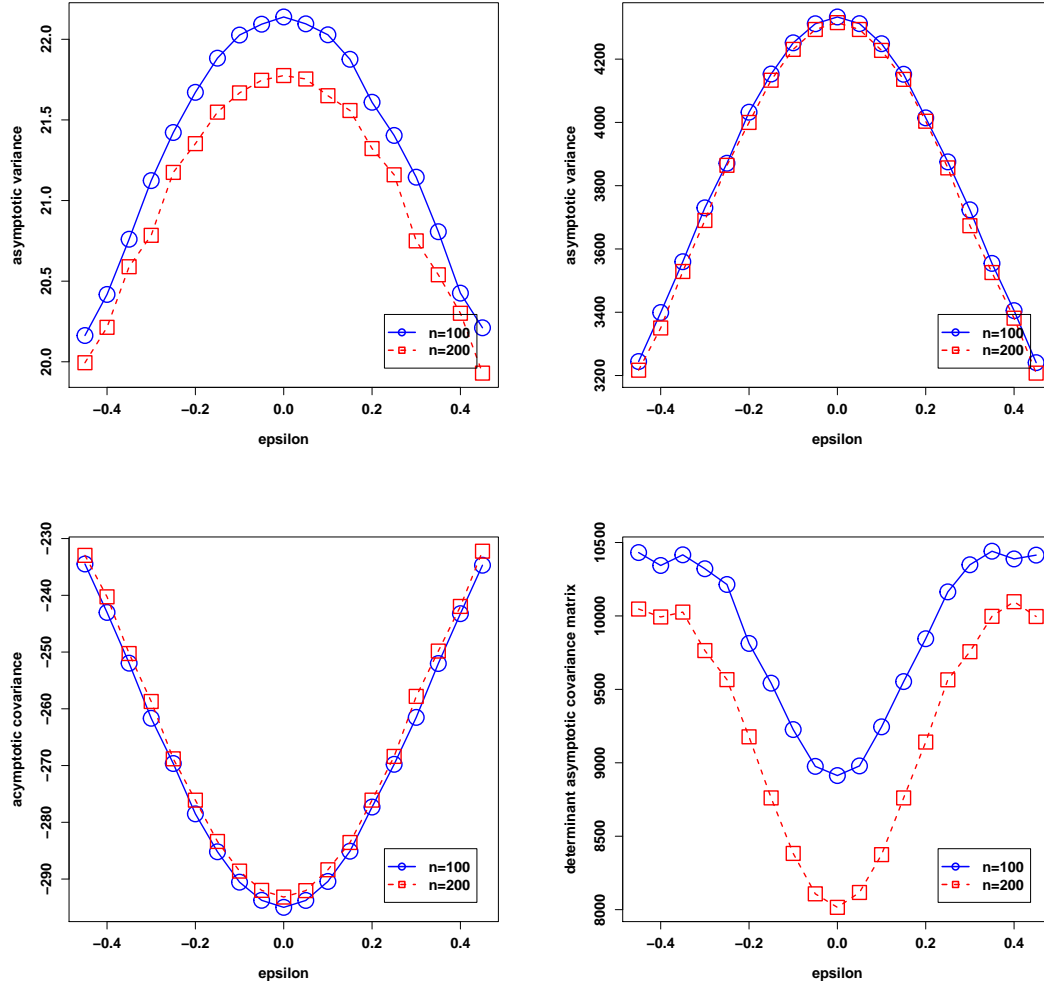 asymptotic variance
22.0
21.5
21.0
20.5
20.0
n=100
n=200
−0.4 −0.2 0.0 0.2 0.4
epsilon
asymptotic variance
4200
4000
3800
3600
3400
3200
n=100
n=200
−0.4 −0.2 0.0 0.2 0.4
epsilon
acymptotic covariance
−230
−240
−250
−260
−270
−280
−290
n=100
n=200
−0.4 −0.2 0.0 0.2 0.4
epsilon
determinant asymptotic covariance matrix
10500
10000
9500
9000
8500
8000
n=100
n=200
−0.4 −0.2 0.0 0.2 0.4
epsilon